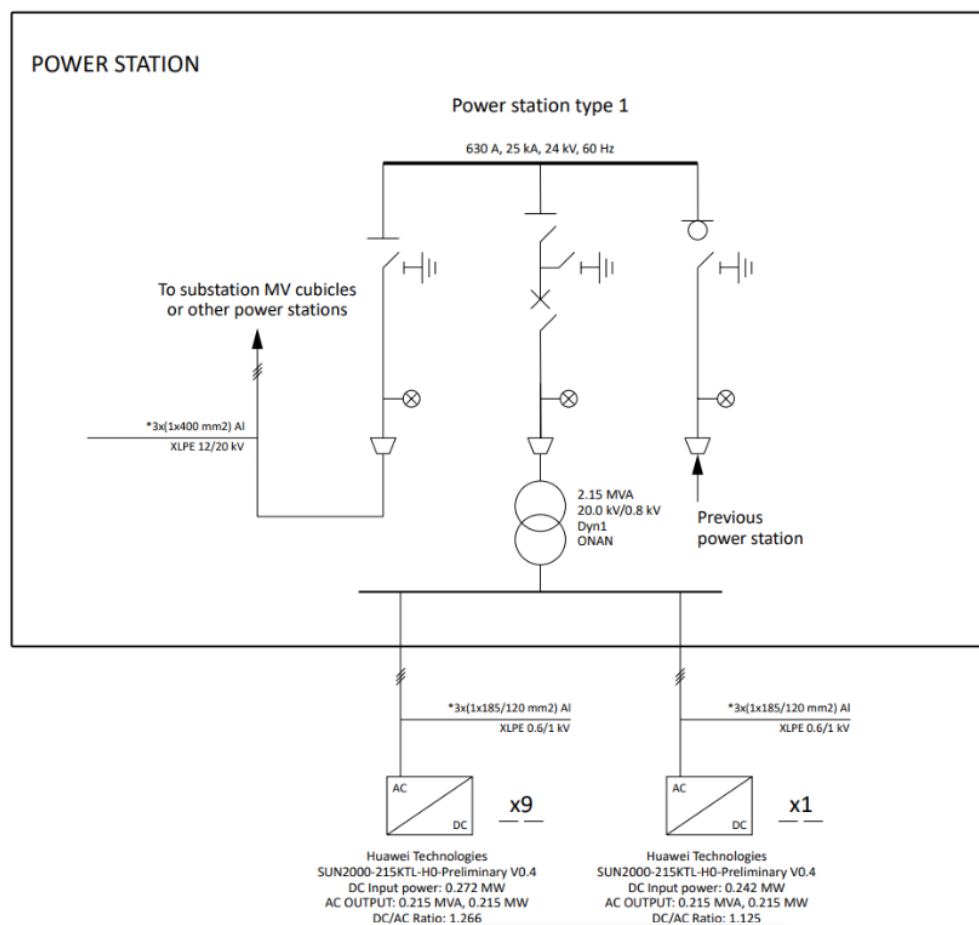 POWER STATION
Power station type 1
630 A, 25 kA, 24 kV, 60 Hz
To substation MV cubicles
or other power stations
*3x(1x400 mm2) Al
XLPE 12/20 kV
2.15 MVA
20.0 kV/0.8 kV
Dyn1
ONAN
Previous
power station
*3x(1x185/120 mm2) Al
XLPE 0.6/1 kV
*3x(1x185/120 mm2) Al
XLPE 0.6/1 kV
AC
DC
x9
AC
DC
x1
Huawei Technologies
SUN2000-215KTL-H0-Preliminary V0.4
DC Input power: 0.272 MW
AC OUTPUT: 0.215 MVA, 0.215 MW
DC/AC Ratio: 1.266
Huawei Technologies
SUN2000-215KTL-H0-Preliminary V0.4
DC Input power: 0.242 MW
AC OUTPUT: 0.215 MVA, 0.215 MW
DC/AC Ratio: 1.125